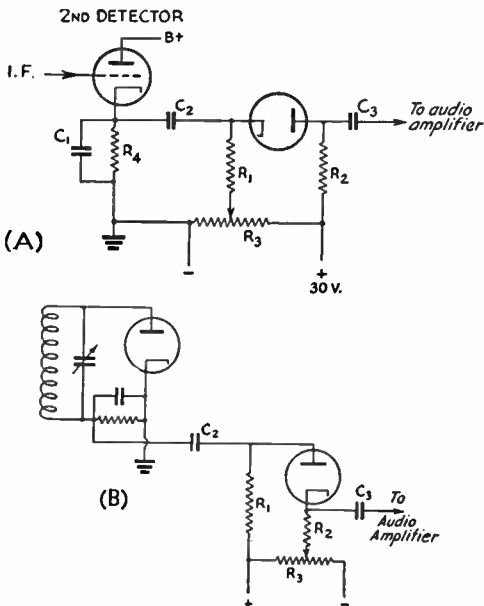 2ND DETECTOR
B+
I.F.
C1
R4
C2
C3
To audio
amplifier
R1
R2
R3
(A)
-
+
30 V.
C2
(B)
R1
C3
To
Audio
Amplifier
R2
R3
+
-